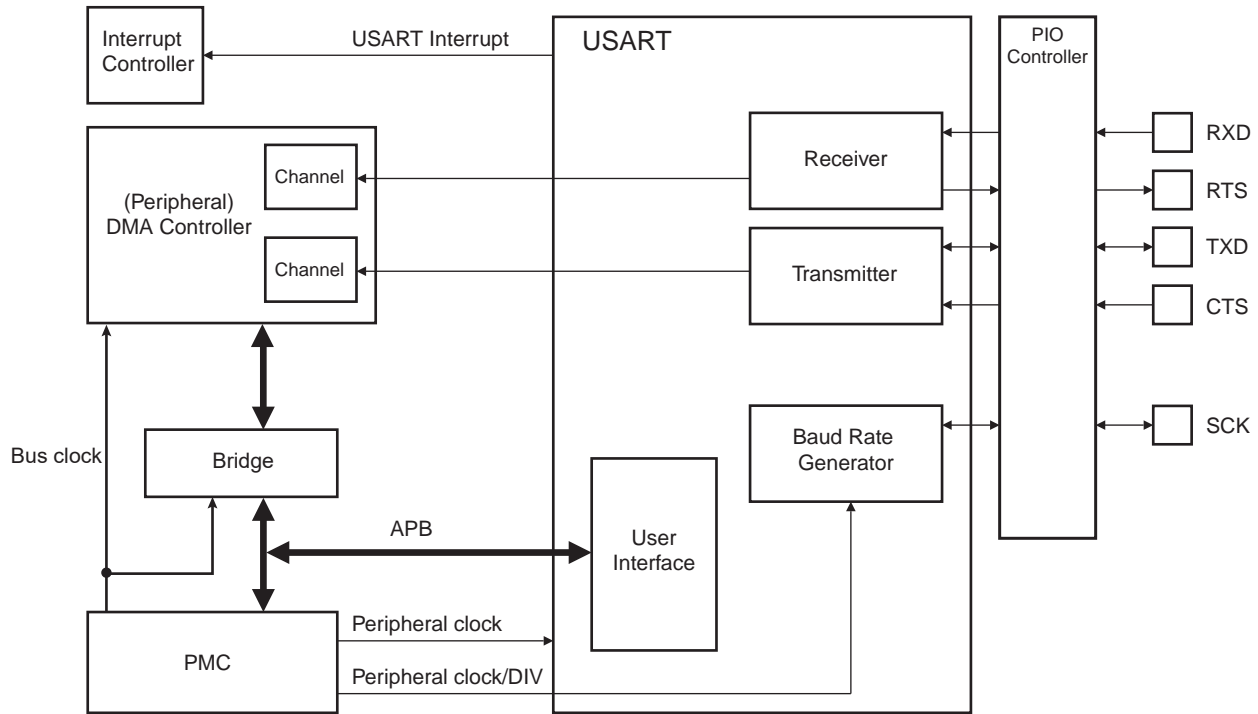 Interrupt
Controller
USART Interrupt
USART
PIO
Controller
(Peripheral)
DMA Controller
Channel
Channel
Receiver
Transmitter
RXD
RTS
TXD
CTS
SCK
Baud Rate
Generator
Bus clock
Bridge
APB
User
Interface
PMC
Peripheral clock
Peripheral clock/DIV